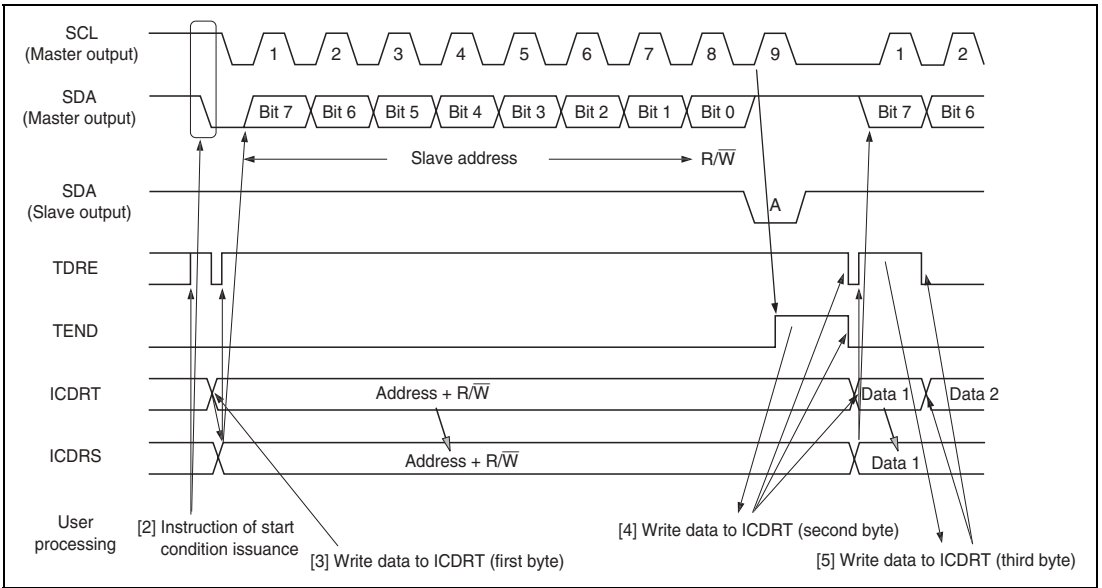 SCL
(Master output)
1 2 3 4 5 6 7 8 9 1 2
SDA
(Master output)
Bit 7 Bit 6 Bit 5 Bit 4 Bit 3 Bit 2 Bit 1 Bit 0 Bit 7 Bit 6
Slave address R/W̅
SDA
(Slave output)
A
TDRE
TEND
ICDRT
Address + R/W̅ Data 1 Data 2
ICDRS
Address + R/W̅ Data 1
User
processing
[2] Instruction of start
condition issuance
[3] Write data to ICDRT (first byte)
[4] Write data to ICDRT (second byte)
[5] Write data to ICDRT (third byte)